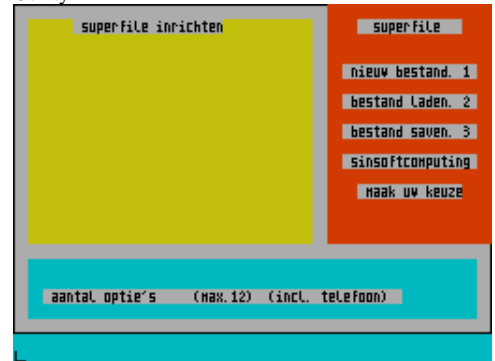 superfile inrichten
superfile
nieuw bestand. 1
bestand laden. 2
bestand saven. 3
sinsoftcomputing
maak uw keuze
aantal optie's (max.12) (incl. telefoon)